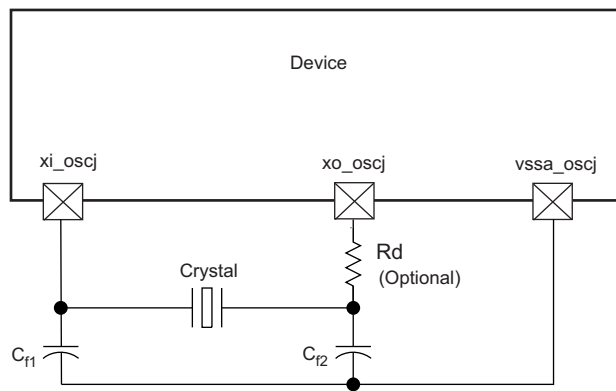 Device
xi_oscj
xo_oscj
vssa_oscj
Rd
(Optional)
Crystal
Cf1
Cf2